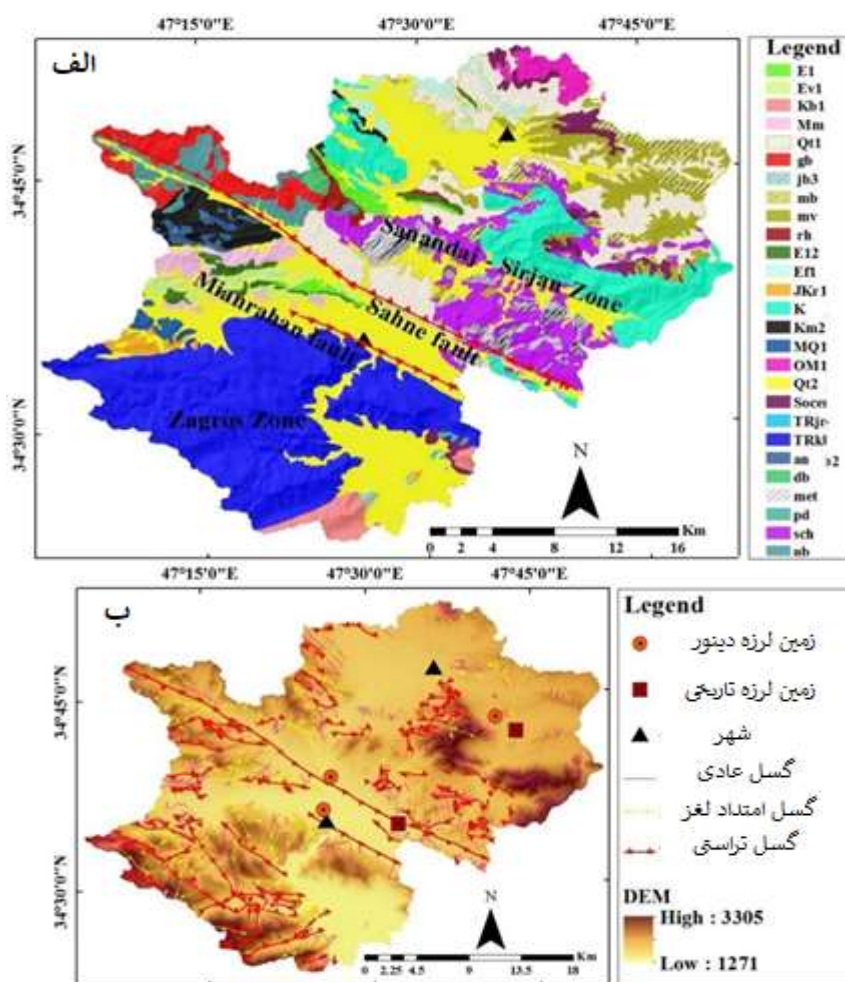 47°15'0"E 47°30'0"E 47°45'0"E
الف
34°45'0"N
34°30'0"N
Sanandaj - Sirjan Zone
Sahne fault
Mianrahan fault
Zagros Zone
N
Km
0 2 4 8 12 16
Legend
E1
Ev1
Kb1
Mm
Qt1
gb
jb3
mb
mv
rh
E12
Ef1
JKr1
K
Km2
MQ1
OM1
Qt2
TRjr
an
db
met
pd
sch
47°15'0"E 47°30'0"E 47°45'0"E
ب
34°45'0"N
34°30'0"N
N
Km
0 2.25 4.5 9 13.5 18
Legend
زمین لرزه دینور
زمین لرزه تاریخی
شهر
گسل عادی
گسل امتداد لغز
گسل تراستی
DEM
High : 3305
Low : 1271